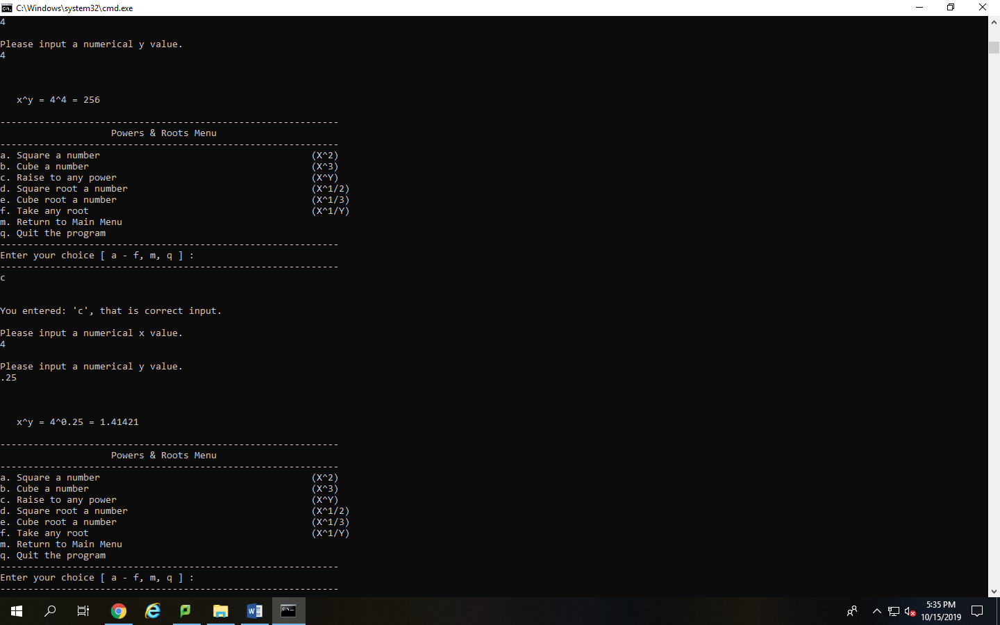 C:\Windows\system32\cmd.exe
4
Please input a numerical y value.
4
x^y = 4^4 = 256
-------------------------------------------------------------
Powers & Roots Menu
-------------------------------------------------------------
a. Square a number (X^2)
b. Cube a number (X^3)
c. Raise to any power (X^Y)
d. Square root a number (X^1/2)
e. Cube root a number (X^1/3)
f. Take any root (X^1/Y)
m. Return to Main Menu
q. Quit the program
-------------------------------------------------------------
Enter your choice [ a - f, m, q ] :
-------------------------------------------------------------
c
You entered: 'c', that is correct input.
Please input a numerical x value.
4
Please input a numerical y value.
.25
x^y = 4^0.25 = 1.41421
-------------------------------------------------------------
Powers & Roots Menu
-------------------------------------------------------------
a. Square a number (X^2)
b. Cube a number (X^3)
c. Raise to any power (X^Y)
d. Square root a number (X^1/2)
e. Cube root a number (X^1/3)
f. Take any root (X^1/Y)
m. Return to Main Menu
q. Quit the program
-------------------------------------------------------------
Enter your choice [ a - f, m, q ] :
-------------------------------------------------------------
5:35 PM
10/15/2019